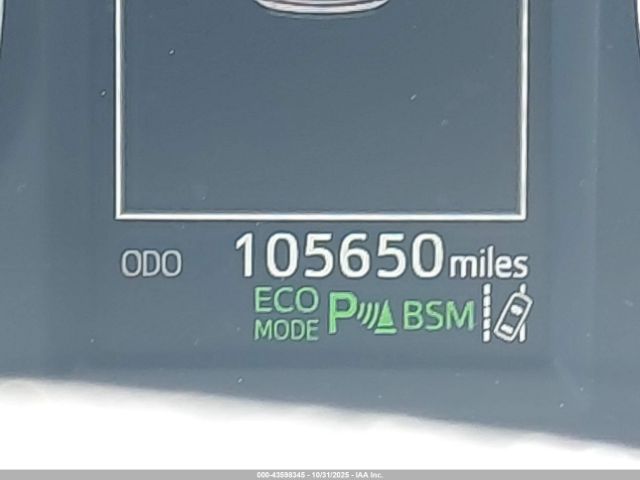 ODO 105650 miles
ECO MODE P BSM
000-43598345 - 10/31/2025 - IAA Inc.